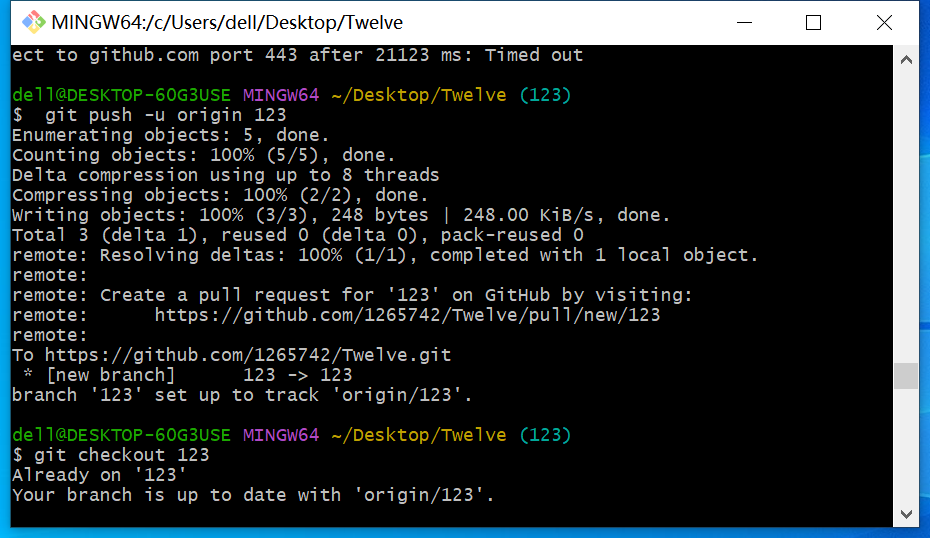 MINGW64:/c/Users/dell/Desktop/Twelve
ect to github.com port 443 after 21123 ms: Timed out
dell@DESKTOP-60G3USE MINGW64 ~/Desktop/Twelve (123)
$  git push -u origin 123
Enumerating objects: 5, done.
Counting objects: 100% (5/5), done.
Delta compression using up to 8 threads
Compressing objects: 100% (2/2), done.
Writing objects: 100% (3/3), 248 bytes | 248.00 KiB/s, done.
Total 3 (delta 1), reused 0 (delta 0), pack-reused 0
remote: Resolving deltas: 100% (1/1), completed with 1 local object.
remote:
remote: Create a pull request for '123' on GitHub by visiting:
remote:      https://github.com/1265742/Twelve/pull/new/123
remote:
To https://github.com/1265742/Twelve.git
 * [new branch]      123 -> 123
branch '123' set up to track 'origin/123'.
dell@DESKTOP-60G3USE MINGW64 ~/Desktop/Twelve (123)
$ git checkout 123
Already on '123'
Your branch is up to date with 'origin/123'.